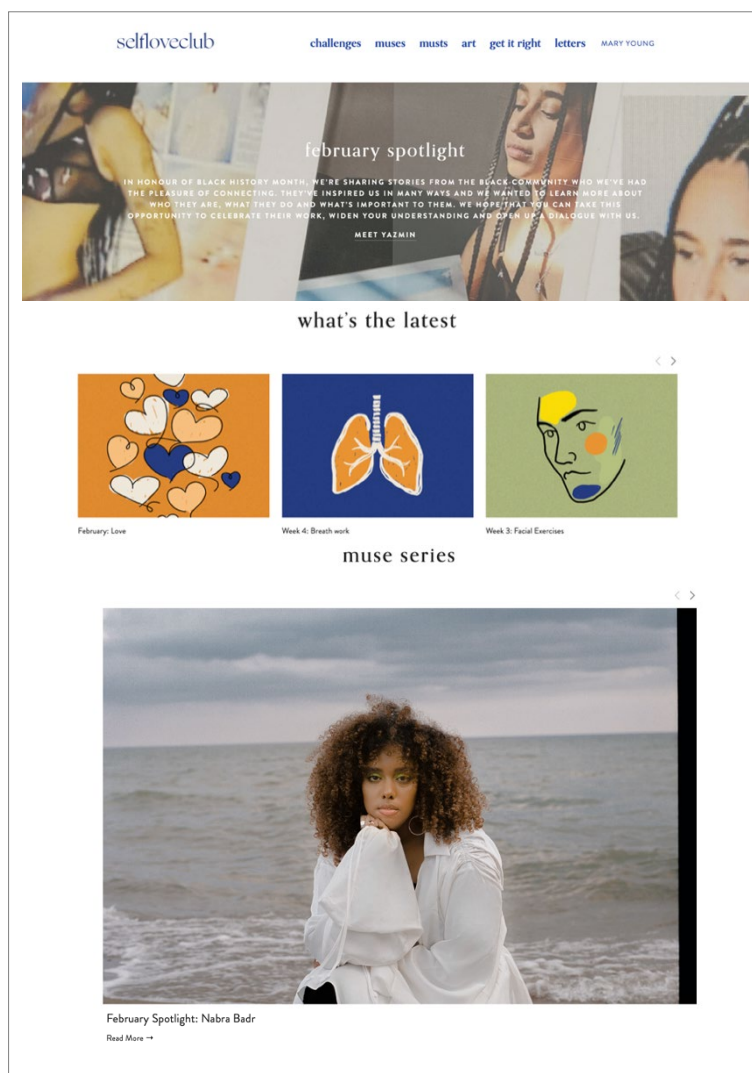 selfloveclub
challenges muses musts art get it right letters MARY YOUNG
february spotlight
IN HONOUR OF BLACK HISTORY MONTH, WE'RE SHARING STORIES FROM THE BLACK COMMUNITY WHO WE'VE HAD
THE PLEASURE OF CONNECTING. THEY'VE INSPIRED US IN MANY WAYS AND WE WANTED TO LEARN MORE ABOUT
WHO THEY ARE, WHAT THEY DO AND WHAT'S IMPORTANT TO THEM. WE HOPE THAT YOU CAN TAKE THIS
OPPORTUNITY TO CELEBRATE THEIR WORK, WIDEN YOUR UNDERSTANDING AND OPEN UP A DIALOGUE WITH US.
MEET YAZMIN
what's the latest
February: Love
Week 4: Breath work
Week 3: Facial Exercises
muse series
February Spotlight: Nabra Badr
Read More →